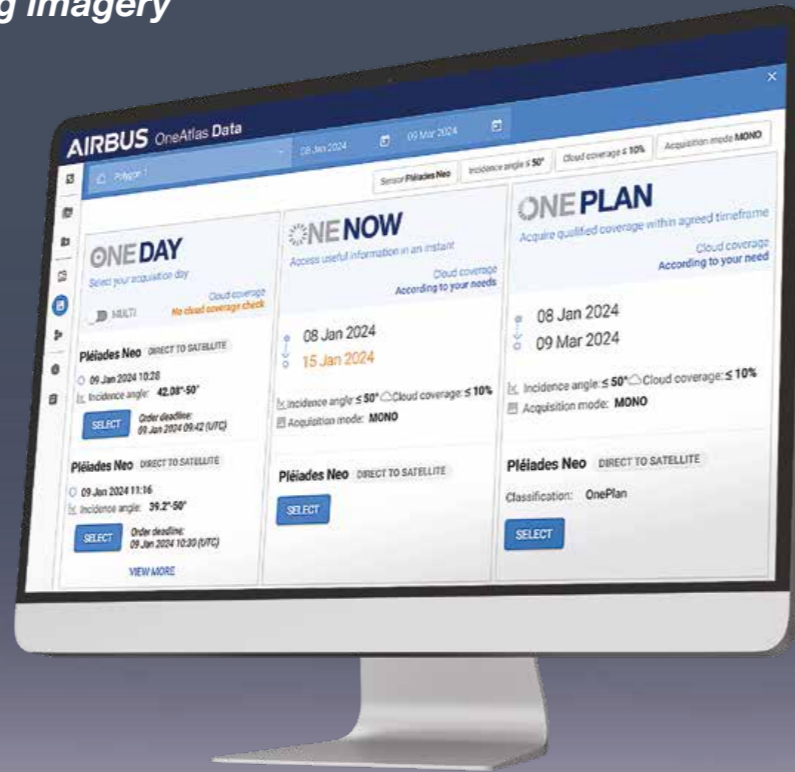 g imagery
AIRBUS OneAtlas Data
Polygon 1
08 Jan 2024
09 Mar 2024
Sensor Pléiades Neo
Incidence angle ≤ 50°
Cloud coverage ≤ 10%
Acquisition mode MONO
ONE DAY
Select your acquisition day
MULTI
Cloud coverage
No cloud coverage check
Pléiades Neo DIRECT TO SATELLITE
09 Jan 2024 10:28
Incidence angle: 42.08°-50°
SELECT
Order deadline:
09 Jan 2024 09:42 (UTC)
Pléiades Neo DIRECT TO SATELLITE
09 Jan 2024 11:16
Incidence angle: 39.2°-50°
SELECT
Order deadline:
09 Jan 2024 10:30 (UTC)
VIEW MORE
ONE NOW
Access useful information in an instant
Cloud coverage
According to your needs
08 Jan 2024
15 Jan 2024
Incidence angle: ≤ 50° Cloud coverage: ≤ 10%
Acquisition mode: MONO
Pléiades Neo DIRECT TO SATELLITE
SELECT
ONE PLAN
Acquire qualified coverage within agreed timeframe
Cloud coverage
According to your need
08 Jan 2024
09 Mar 2024
Incidence angle: ≤ 50° Cloud coverage: ≤ 10%
Acquisition mode: MONO
Pléiades Neo DIRECT TO SATELLITE
Classification: OnePlan
SELECT